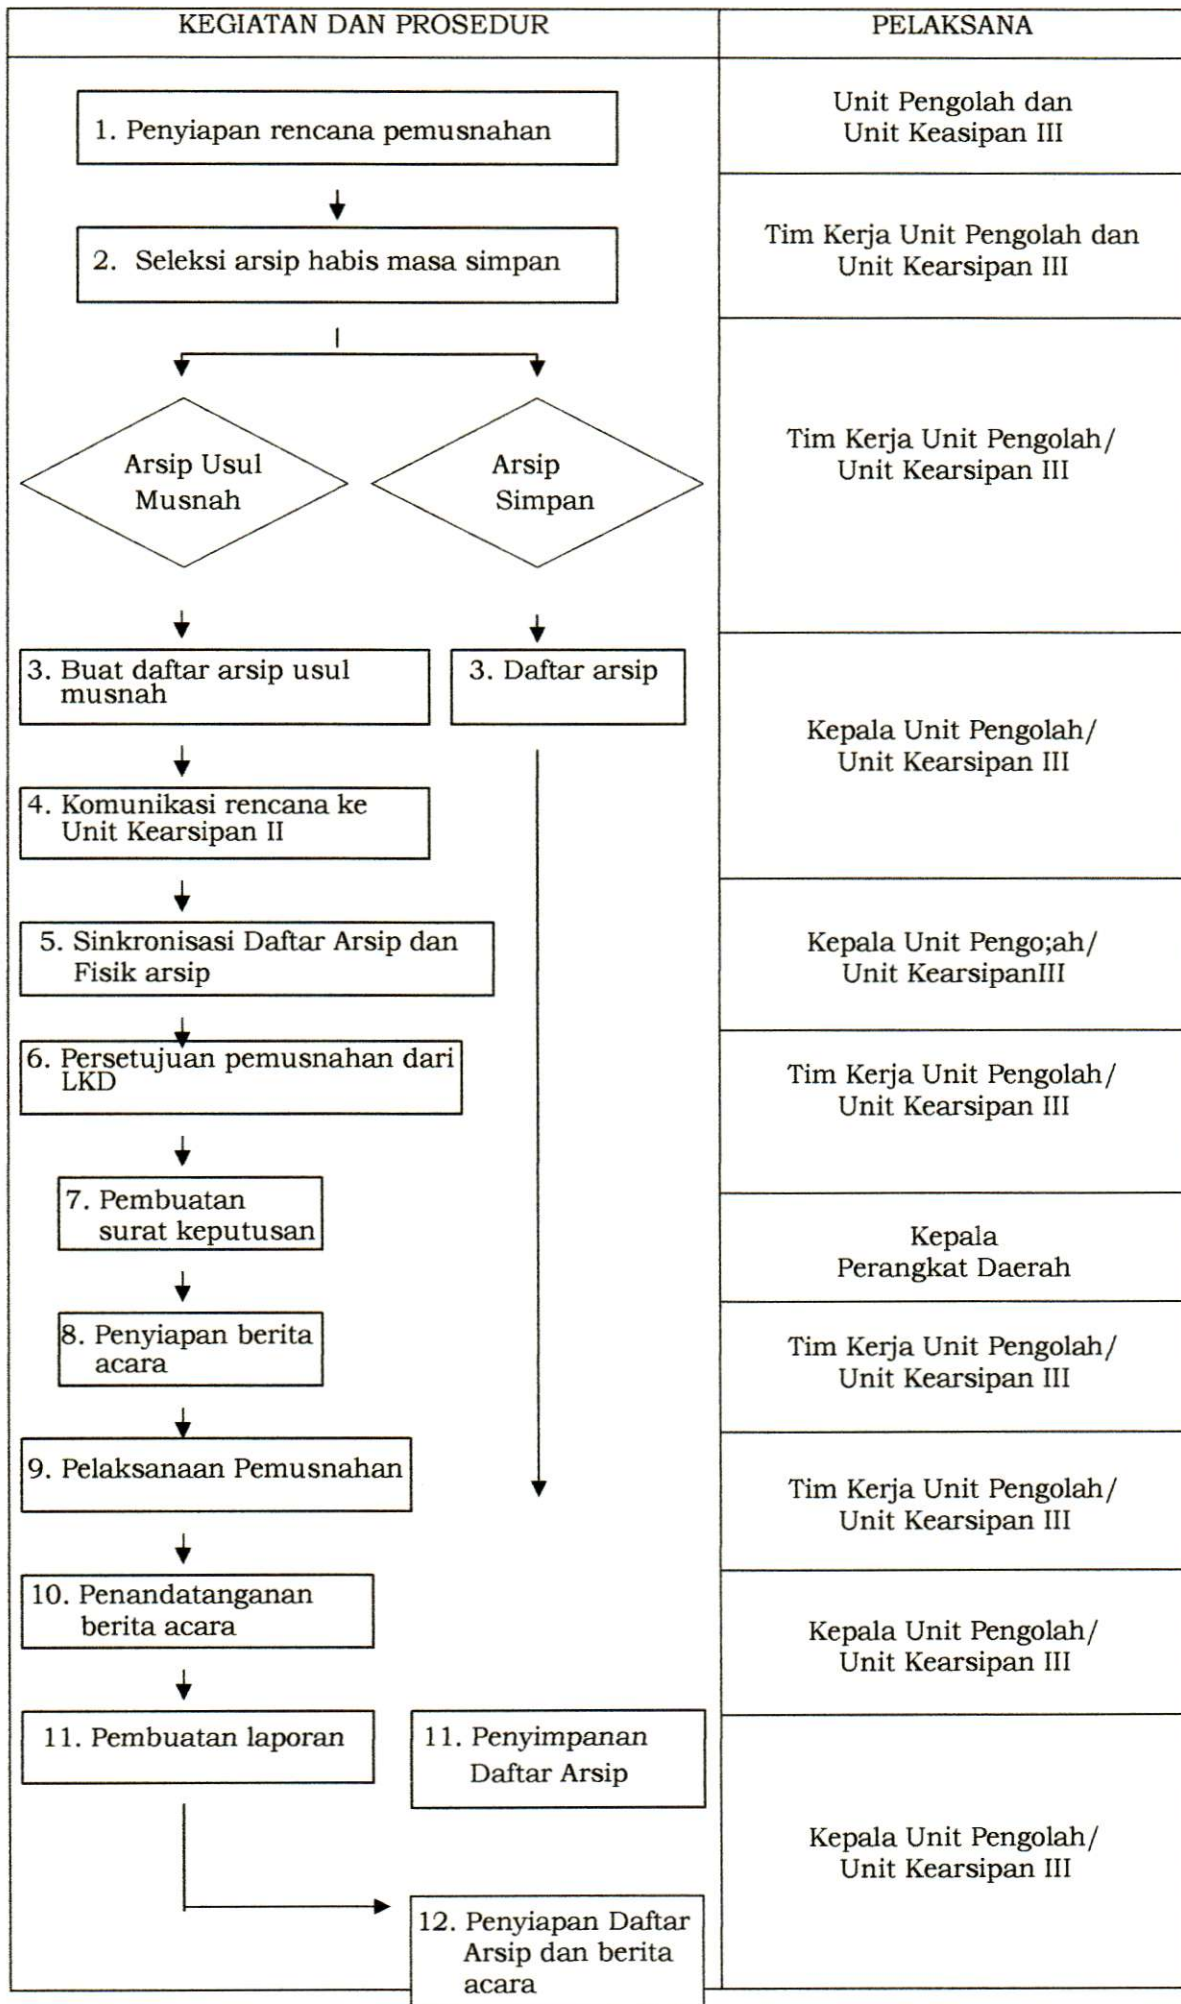 KEGIATAN DAN PROSEDUR
PELAKSANA
1. Penyiapan rencana pemusnahan
Unit Pengolah dan
Unit Keasipan III
2. Seleksi arsip habis masa simpan
Tim Kerja Unit Pengolah dan
Unit Kearsipan III
Arsip Usul
Musnah
Arsip
Simpan
Tim Kerja Unit Pengolah/
Unit Kearsipan III
3. Buat daftar arsip usul
musnah
3. Daftar arsip
Kepala Unit Pengolah/
Unit Kearsipan III
4. Komunikasi rencana ke
Unit Kearsipan II
5. Sinkronisasi Daftar Arsip dan
Fisik arsip
Kepala Unit Pengo;ah/
Unit KearsipanIII
6. Persetujuan pemusnahan dari
LKD
Tim Kerja Unit Pengolah/
Unit Kearsipan III
7. Pembuatan
surat keputusan
Kepala
Perangkat Daerah
8. Penyiapan berita
acara
Tim Kerja Unit Pengolah/
Unit Kearsipan III
9. Pelaksanaan Pemusnahan
Tim Kerja Unit Pengolah/
Unit Kearsipan III
10. Penandatanganan
berita acara
Kepala Unit Pengolah/
Unit Kearsipan III
11. Pembuatan laporan
11. Penyimpanan
Daftar Arsip
Kepala Unit Pengolah/
Unit Kearsipan III
12. Penyiapan Daftar
Arsip dan berita
acara